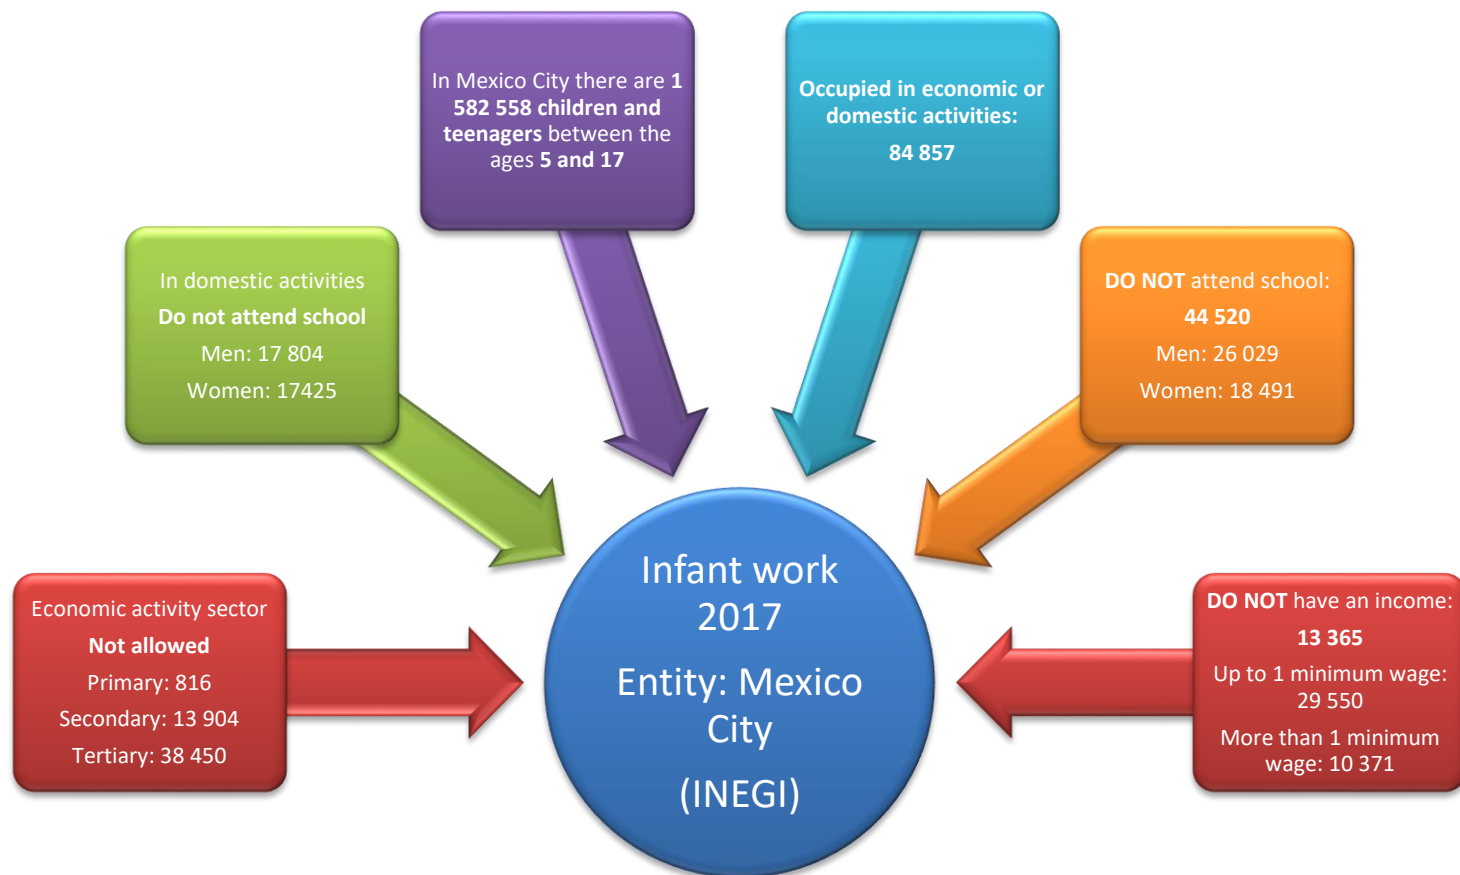 In Mexico City there are 1
582 558 children and
teenagers between the
ages 5 and 17
Occupied in economic or
domestic activities:
84 857
In domestic activities
Do not attend school
Men: 17 804
Women: 17425
DO NOT attend school:
44 520
Men: 26 029
Women: 18 491
Economic activity sector
Not allowed
Primary: 816
Secondary: 13 904
Tertiary: 38 450
Infant work
2017
Entity: Mexico
City
(INEGI)
DO NOT have an income:
13 365
Up to 1 minimum wage:
29 550
More than 1 minimum
wage: 10 371